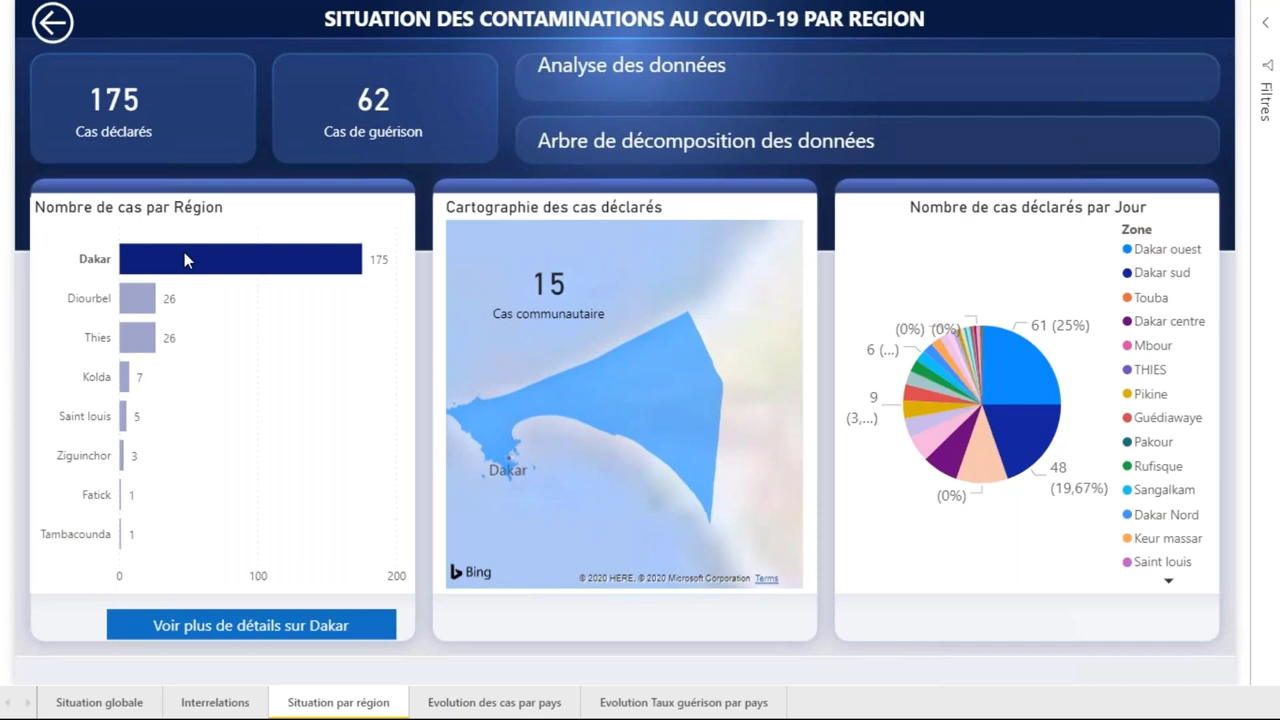 SITUATION DES CONTAMINATIONS AU COVID-19 PAR REGION
175
Cas déclarés
62
Cas de guérison
Analyse des données
Arbre de décomposition des données
Filtres
Nombre de cas par Région
Dakar 175
Diourbel 26
Thies 26
Kolda 7
Saint louis 5
Ziguinchor 3
Fatick 1
Tambacounda 1
0 100 200
Voir plus de détails sur Dakar
Cartographie des cas déclarés
15
Cas communautaire
Dakar
Bing
© 2020 HERE, © 2020 Microsoft Corporation Terms
Nombre de cas déclarés par Jour
(0%) (0%)
61 (25%)
6 (...)
9
(3,...)
(0%)
48
(19,67%)
Zone
Dakar ouest
Dakar sud
Touba
Dakar centre
Mbour
THIES
Pikine
Guédiawaye
Pakour
Rufisque
Sangalkam
Dakar Nord
Keur massar
Saint louis
Situation globale
Interrelations
Situation par région
Evolution des cas par pays
Evolution Taux guérison par pays